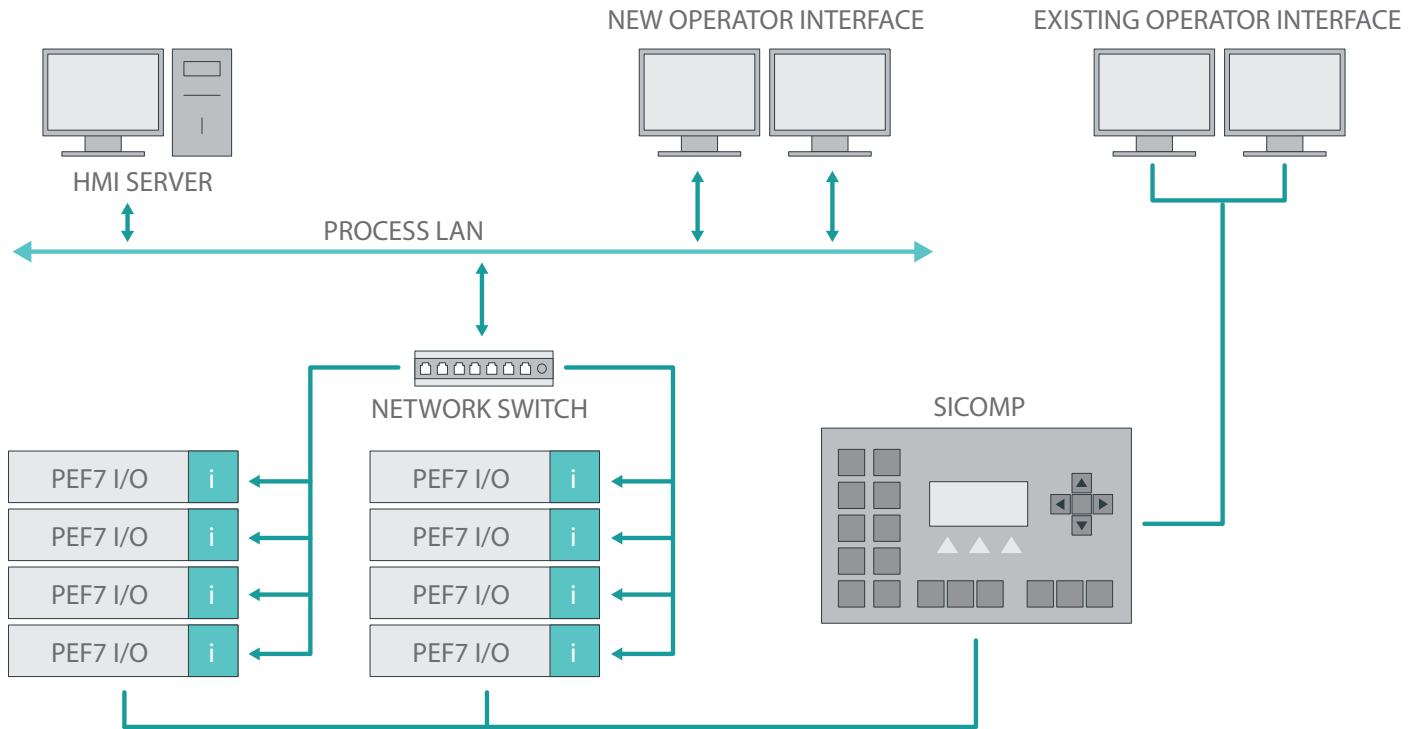 NEW OPERATOR INTERFACE
EXISTING OPERATOR INTERFACE
HMI SERVER
PROCESS LAN
NETWORK SWITCH
SICOMP
PEF7 I/O i
PEF7 I/O i
PEF7 I/O i
PEF7 I/O i
PEF7 I/O i
PEF7 I/O i
PEF7 I/O i
PEF7 I/O i